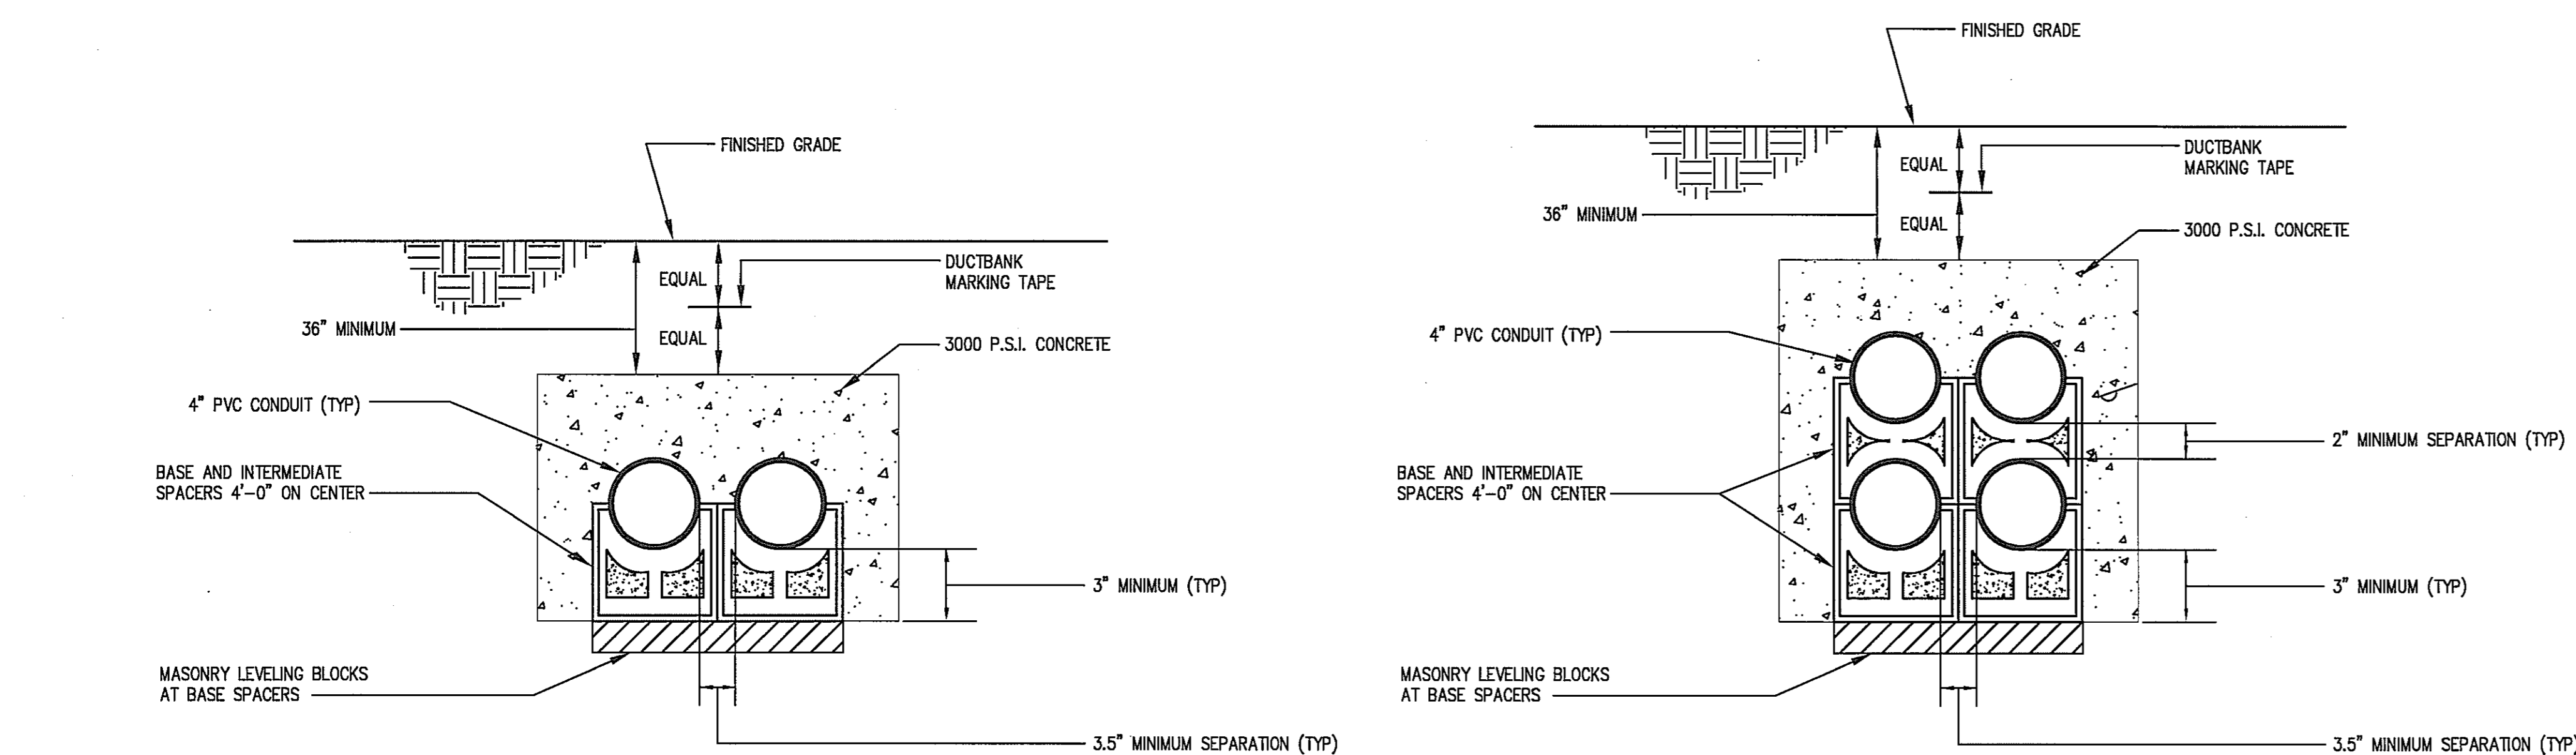 FINISHED GRADE
EQUAL
DUCTBANK
MARKING TAPE
36" MINIMUM
EQUAL
3000 P.S.I. CONCRETE
4" PVC CONDUIT (TYP)
BASE AND INTERMEDIATE
SPACERS 4'-0" ON CENTER
3" MINIMUM (TYP)
MASONRY LEVELING BLOCKS
AT BASE SPACERS
3.5" MINIMUM SEPARATION (TYP)
FINISHED GRADE
DUCTBANK
MARKING TAPE
EQUAL
36" MINIMUM
EQUAL
3000 P.S.I. CONCRETE
4" PVC CONDUIT (TYP)
2" MINIMUM SEPARATION (TYP)
BASE AND INTERMEDIATE
SPACERS 4'-0" ON CENTER
3" MINIMUM (TYP)
MASONRY LEVELING BLOCKS
AT BASE SPACERS
3.5" MINIMUM SEPARATION (TYP